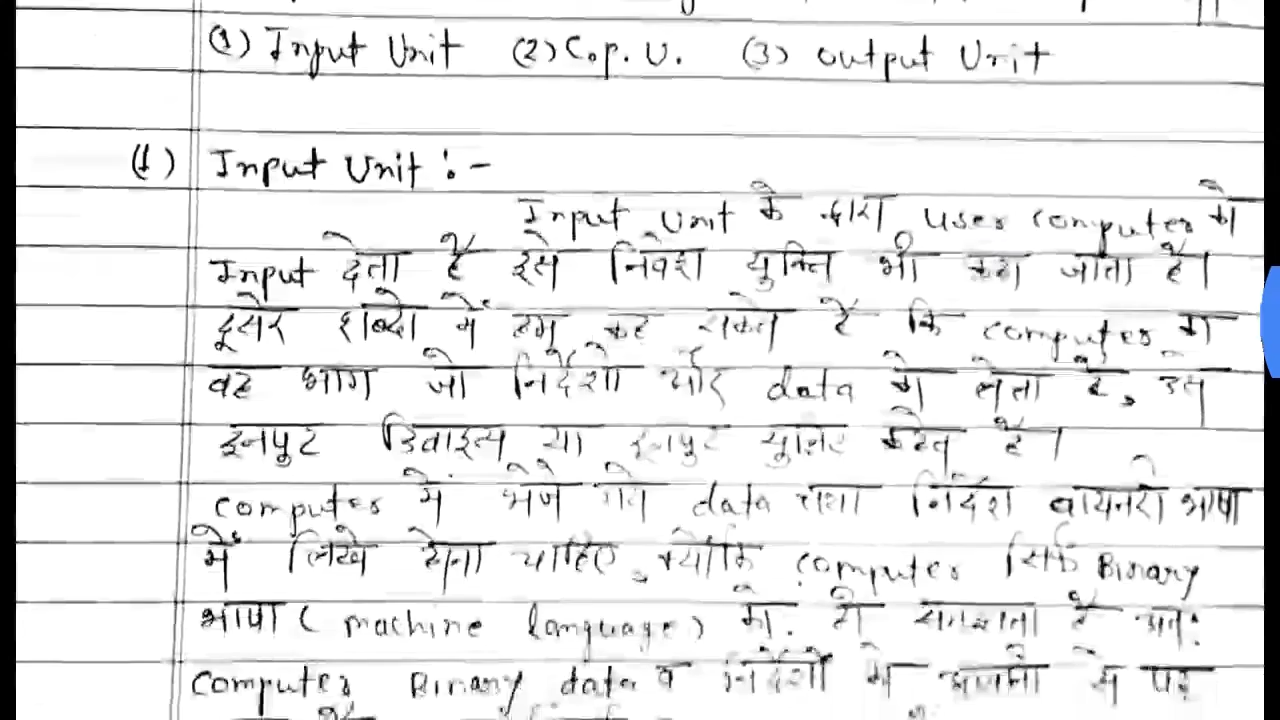 (1) Input Unit (2) C.p.U. (3) output Unit
(1) Input Unit :-
Input Unit के द्वारा user computer को
Input देता है इसे निवेश युक्ति भी कहा जाता है।
दूसरे शब्दो में हम कह सकते हैं कि computer का
वह भाग जो निर्देशो और data को लेता है, उसे
इनपुट डिवाइस या इनपुट युनिट कहते है।
computer में भेजे गये data तथा निर्देश बायनरी भाषा
में लिखे होना चाहिए, क्योंकि computer सिर्फ Binary
भाषा (machine language) को. ही समझता है अतः
computer Binary data व निर्देशों को